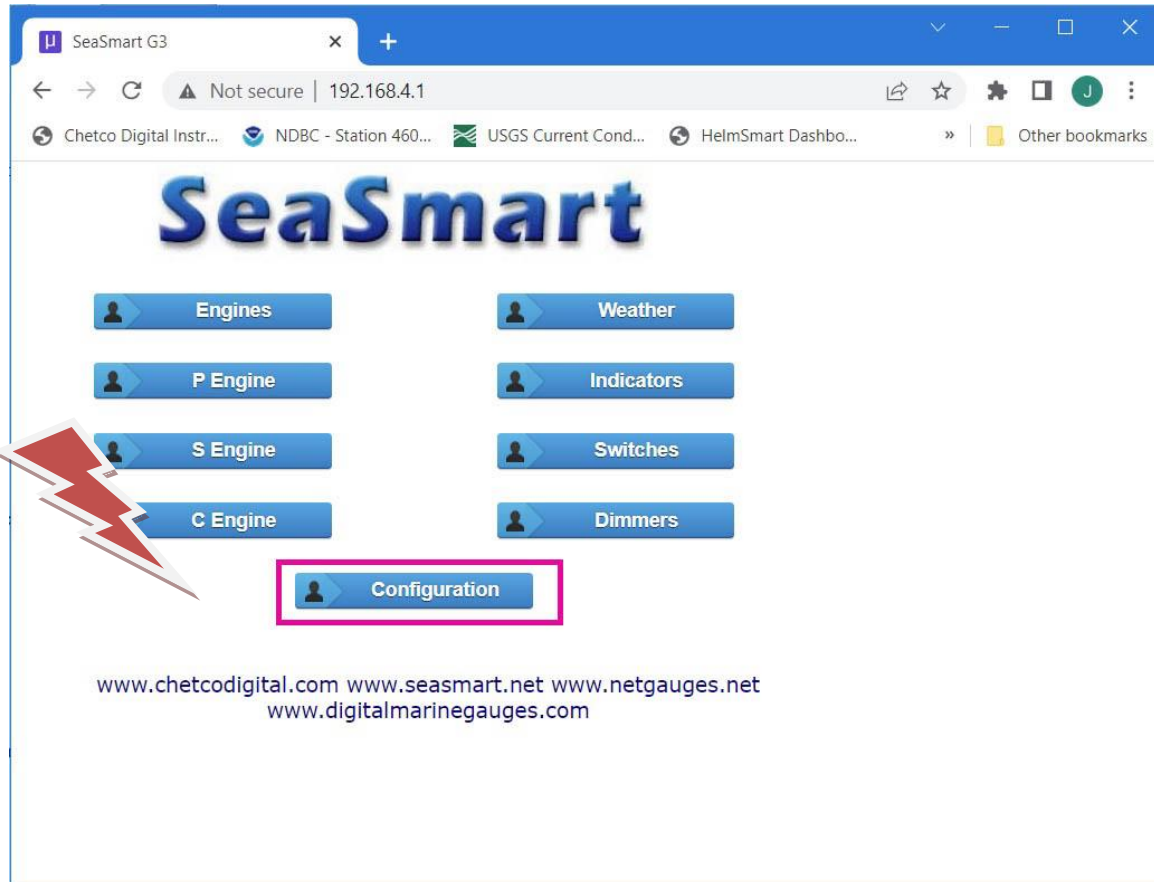 µ SeaSmart G3
Not secure | 192.168.4.1
J
Chetco Digital Instr... NDBC - Station 460... USGS Current Cond... HelmSmart Dashbo... » Other bookmarks
SeaSmart
Engines Weather
P Engine Indicators
S Engine Switches
C Engine Dimmers
Configuration
www.chetcodigital.com www.seasmart.net www.netgauges.net
www.digitalmarinegauges.com